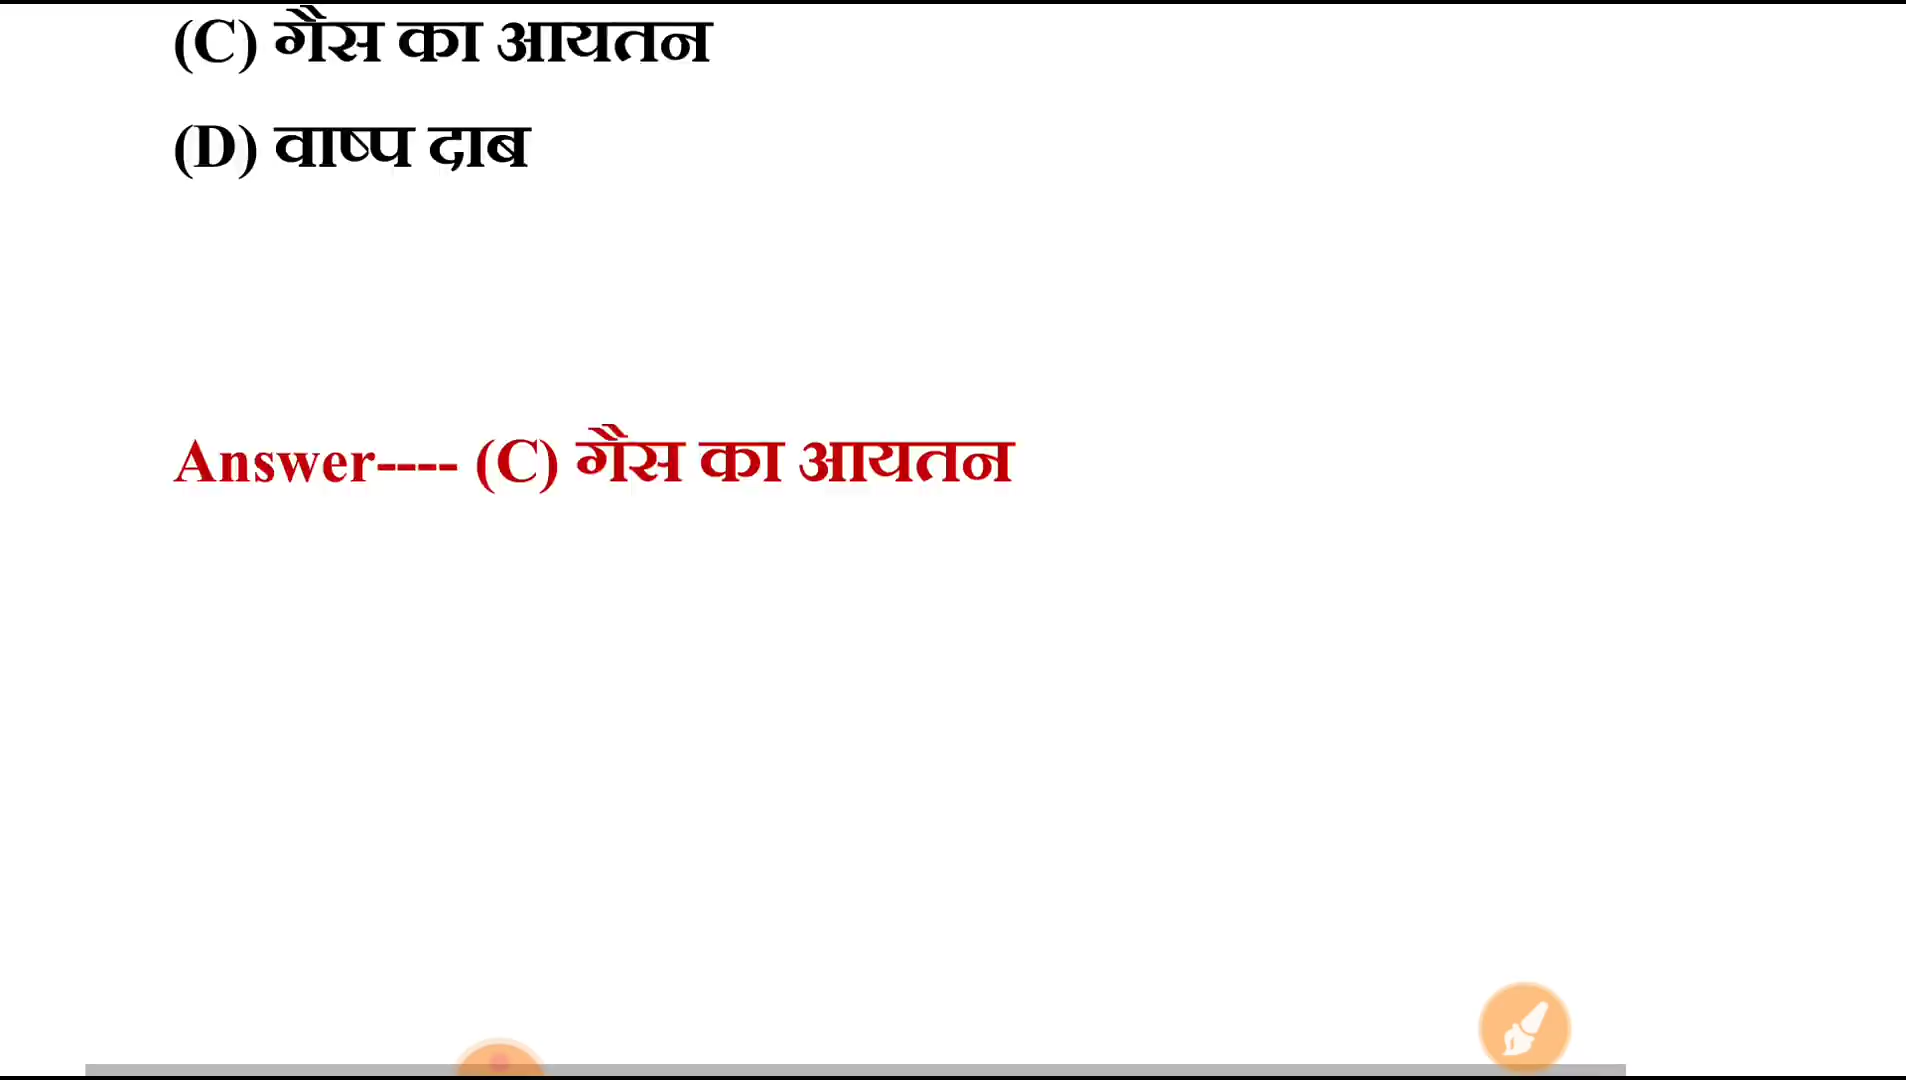 (C) गैस का आयतन
(D) वाष्प दाब
Answer---- (C) गैस का आयतन